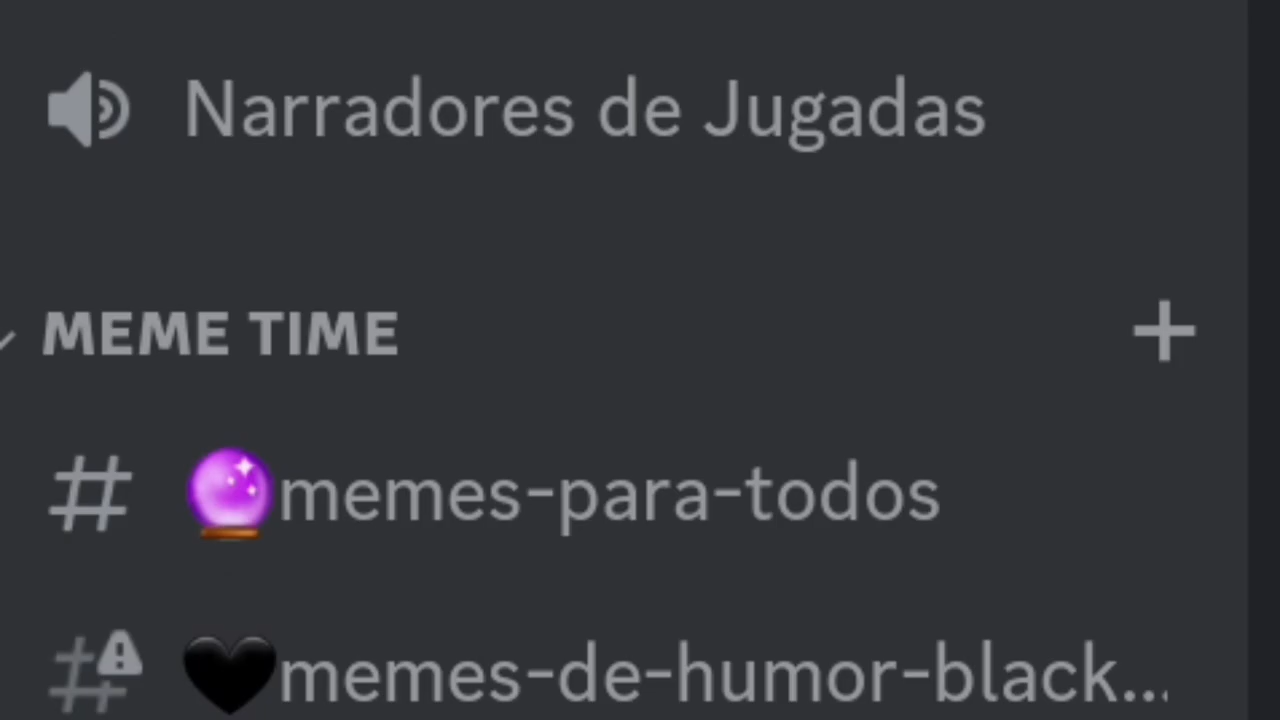 Narradores de Jugadas
MEME TIME
🔮memes-para-todos
🖤memes-de-humor-black...